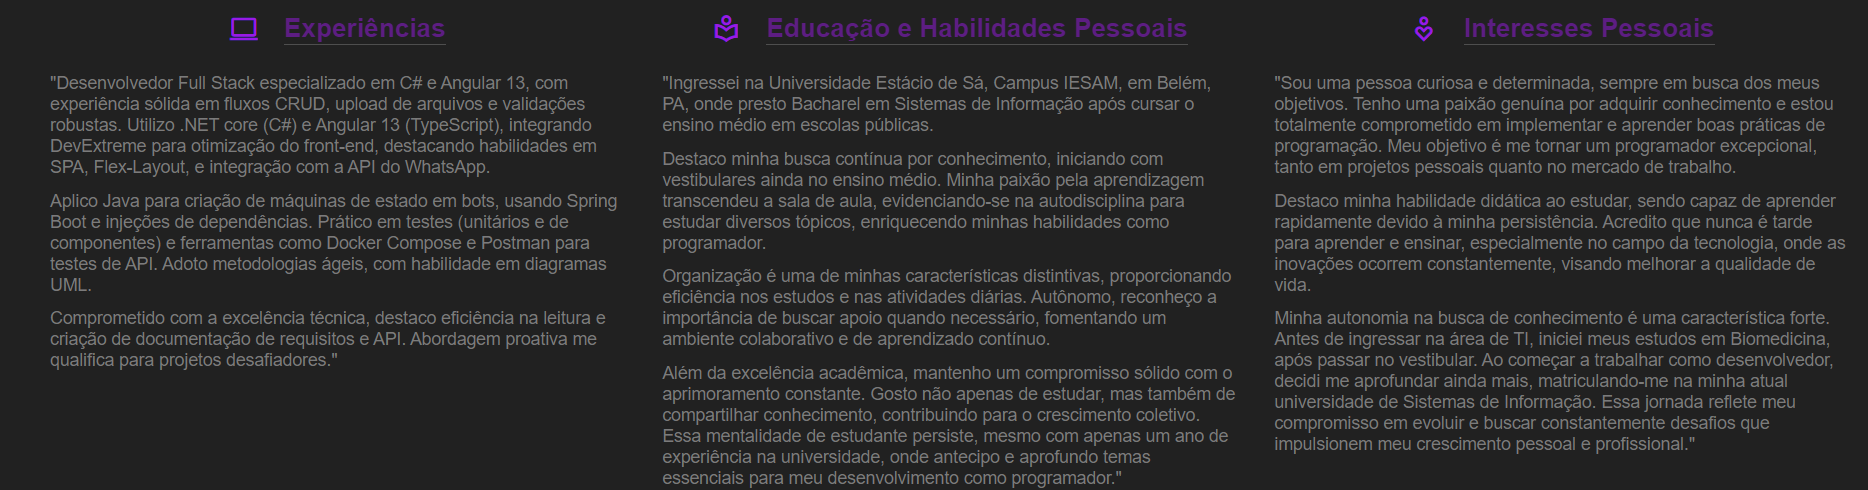 Experiências
"Desenvolvedor Full Stack especializado em C# e Angular 13, com
experiência sólida em fluxos CRUD, upload de arquivos e validações
robustas. Utilizo .NET core (C#) e Angular 13 (TypeScript), integrando
DevExtreme para otimização do front-end, destacando habilidades em
SPA, Flex-Layout, e integração com a API do WhatsApp.
Aplico Java para criação de máquinas de estado em bots, usando Spring
Boot e injeções de dependências. Prático em testes (unitários e de
componentes) e ferramentas como Docker Compose e Postman para
testes de API. Adoto metodologias ágeis, com habilidade em diagramas
UML.
Comprometido com a excelência técnica, destaco eficiência na leitura e
criação de documentação de requisitos e API. Abordagem proativa me
qualifica para projetos desafiadores."
Educação e Habilidades Pessoais
"Ingressei na Universidade Estácio de Sá, Campus IESAM, em Belém,
PA, onde presto Bacharel em Sistemas de Informação após cursar o
ensino médio em escolas públicas.
Destaco minha busca contínua por conhecimento, iniciando com
vestibulares ainda no ensino médio. Minha paixão pela aprendizagem
transcendeu a sala de aula, evidenciando-se na autodisciplina para
estudar diversos tópicos, enriquecendo minhas habilidades como
programador.
Organização é uma de minhas características distintivas, proporcionando
eficiência nos estudos e nas atividades diárias. Autônomo, reconheço a
importância de buscar apoio quando necessário, fomentando um
ambiente colaborativo e de aprendizado contínuo.
Além da excelência acadêmica, mantenho um compromisso sólido com o
aprimoramento constante. Gosto não apenas de estudar, mas também de
compartilhar conhecimento, contribuindo para o crescimento coletivo.
Essa mentalidade de estudante persiste, mesmo com apenas um ano de
experiência na universidade, onde antecipo e aprofundo temas
essenciais para meu desenvolvimento como programador."
Interesses Pessoais
"Sou uma pessoa curiosa e determinada, sempre em busca dos meus
objetivos. Tenho uma paixão genuína por adquirir conhecimento e estou
totalmente comprometido em implementar e aprender boas práticas de
programação. Meu objetivo é me tornar um programador excepcional,
tanto em projetos pessoais quanto no mercado de trabalho.
Destaco minha habilidade didática ao estudar, sendo capaz de aprender
rapidamente devido à minha persistência. Acredito que nunca é tarde
para aprender e ensinar, especialmente no campo da tecnologia, onde as
inovações ocorrem constantemente, visando melhorar a qualidade de
vida.
Minha autonomia na busca de conhecimento é uma característica forte.
Antes de ingressar na área de TI, iniciei meus estudos em Biomedicina,
após passar no vestibular. Ao começar a trabalhar como desenvolvedor,
decidi me aprofundar ainda mais, matriculando-me na minha atual
universidade de Sistemas de Informação. Essa jornada reflete meu
compromisso em evoluir e buscar constantemente desafios que
impulsionem meu crescimento pessoal e profissional."